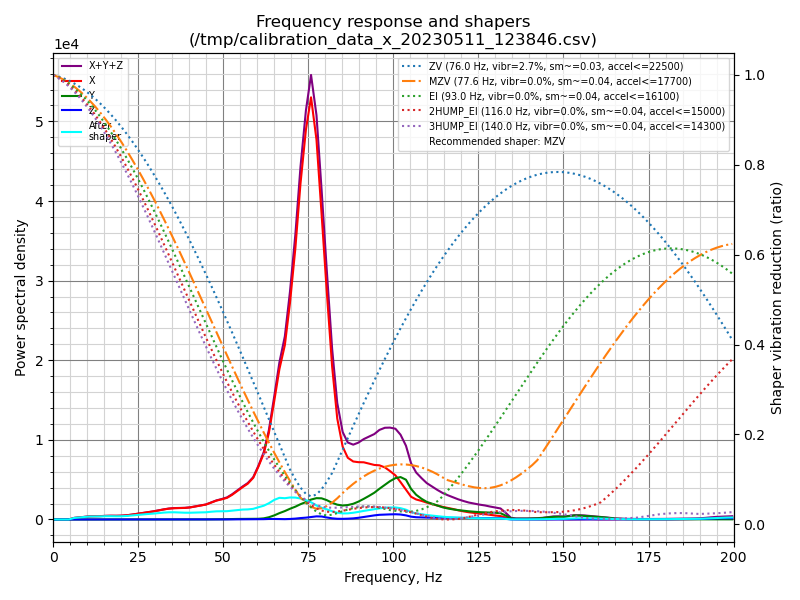 Frequency response and shapers
(/tmp/calibration_data_x_20230511_123846.csv)
1e4
X+Y+Z
X
Y
Z
After
shaper
ZV (76.0 Hz, vibr=2.7%, sm~=0.03, accel<=22500)
MZV (77.6 Hz, vibr=0.0%, sm~=0.04, accel<=17700)
EI (93.0 Hz, vibr=0.0%, sm~=0.04, accel<=16100)
2HUMP_EI (116.0 Hz, vibr=0.0%, sm~=0.04, accel<=15000)
3HUMP_EI (140.0 Hz, vibr=0.0%, sm~=0.04, accel<=14300)
Recommended shaper: MZV
Power spectral density
5
4
3
2
1
0
1.0
0.8
0.6
0.4
0.2
0.0
Shaper vibration reduction (ratio)
0 25 50 75 100 125 150 175 200
Frequency, Hz